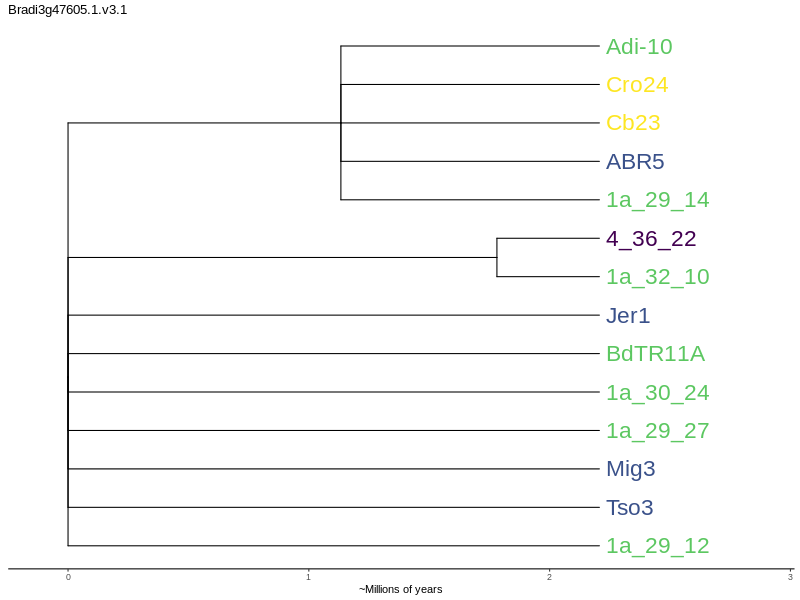 Bradi3g47605.1.v3.1
Adi-10
Cro24
Cb23
ABR5
1a_29_14
4_36_22
1a_32_10
Jer1
BdTR11A
1a_30_24
1a_29_27
Mig3
Tso3
1a_29_12
0 1 2 3
~Millions of years